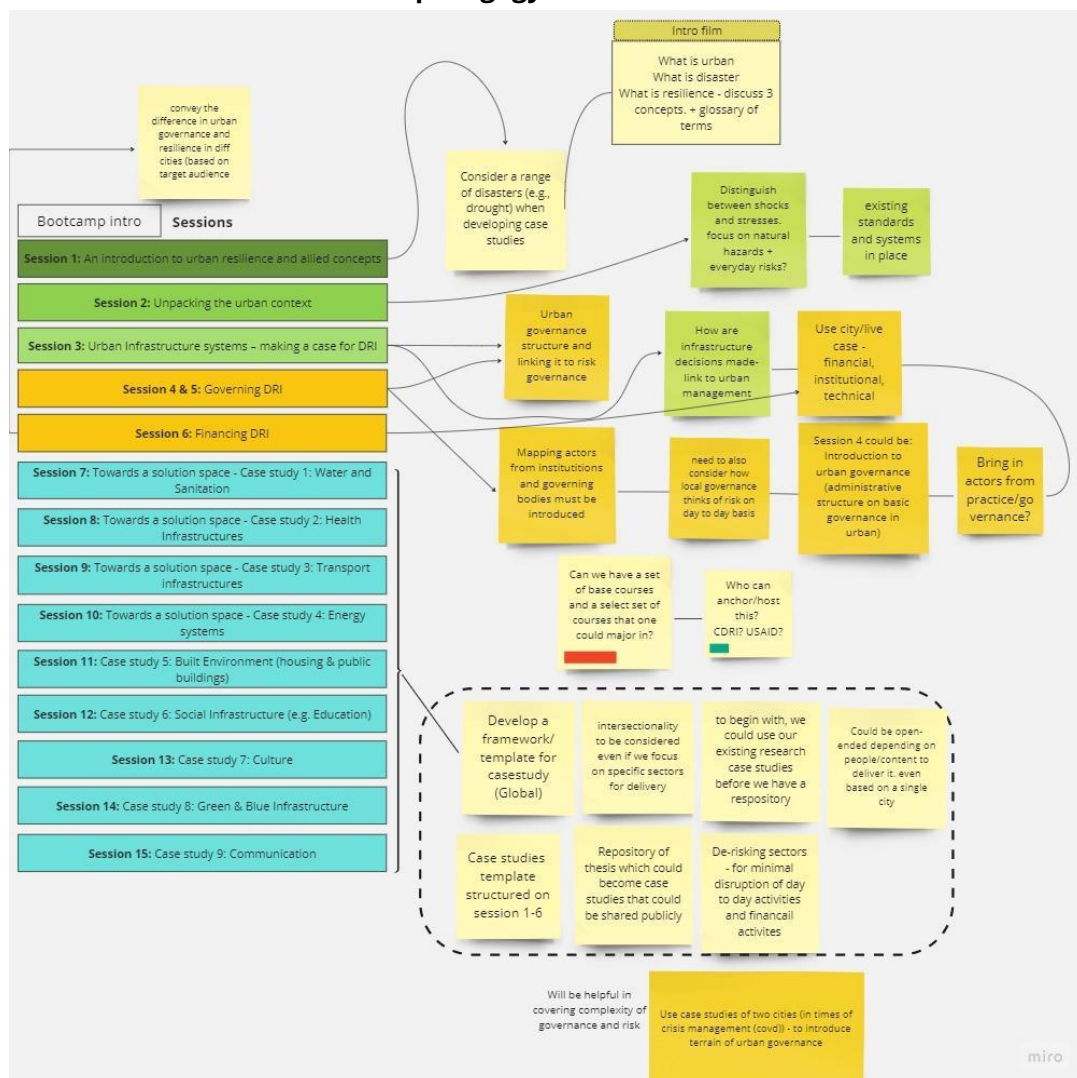 Intro film
What is urban
What is disaster
What is resilience - discuss 3
concepts. + glossary of
terms
convey the
difference in urban
governance and
resilience in diff
cities (based on
target audience
Consider a range
of disasters (e.g.,
drought) when
developing case
studies
Distinguish
between shocks
and stresses.
focus on natural
hazards +
everyday risks?
existing
standards
and systems
in place
Bootcamp intro
Sessions
Session 1: An introduction to urban resilience and allied concepts
Session 2: Unpacking the urban context
Session 3: Urban Infrastructure systems – making a case for DRI
Session 4 & 5: Governing DRI
Session 6: Financing DRI
Session 7: Towards a solution space - Case study 1: Water and
Sanitation
Session 8: Towards a solution space - Case study 2: Health
Infrastructures
Session 9: Towards a solution space - Case study 3: Transport
infrastructures
Session 10: Towards a solution space - Case study 4: Energy
systems
Session 11: Case study 5: Built Environment (housing & public
buildings)
Session 12: Case study 6: Social Infrastructure (e.g. Education)
Session 13: Case study 7: Culture
Session 14: Case study 8: Green & Blue Infrastructure
Session 15: Case study 9: Communication
Urban
governance
structure and
linking it to risk
governance
How are
infrastructure
decisions made-
link to urban
management
Use city/live
case -
financial,
institutional,
technical
Mapping actors
from institutitions
and governing
bodies must be
introduced
need to also
consider how
local governance
thinks of risk on
day to day basis
Session 4 could be:
Introduction to
urban governance
(administrative
structure on basic
governance in
urban)
Bring in
actors from
practice/go
vernance?
Can we have a set
of base courses
and a select set of
courses that one
could major in?
Who can
anchor/host
this?
CDRI? USAID?
Develop a
framework/
template for
casestudy
(Global)
intersectionality
to be considered
even if we focus
on specific sectors
for delivery
to begin with, we
could use our
existing research
case studies
before we have a
respository
Could be open-
ended depending on
people/content to
deliver it. even
based on a single
city
Case studies
template
structured on
session 1-6
Repository of
thesis which could
become case
studies that could
be shared publicly
De-risking sectors
- for minimal
disruption of day
to day activities
and financail
activites
Will be helpful in
covering complexity of
governance and risk
Use case studies of two cities (in times of
crisis management (covd)) - to introduce
terrain of urban governance
miro